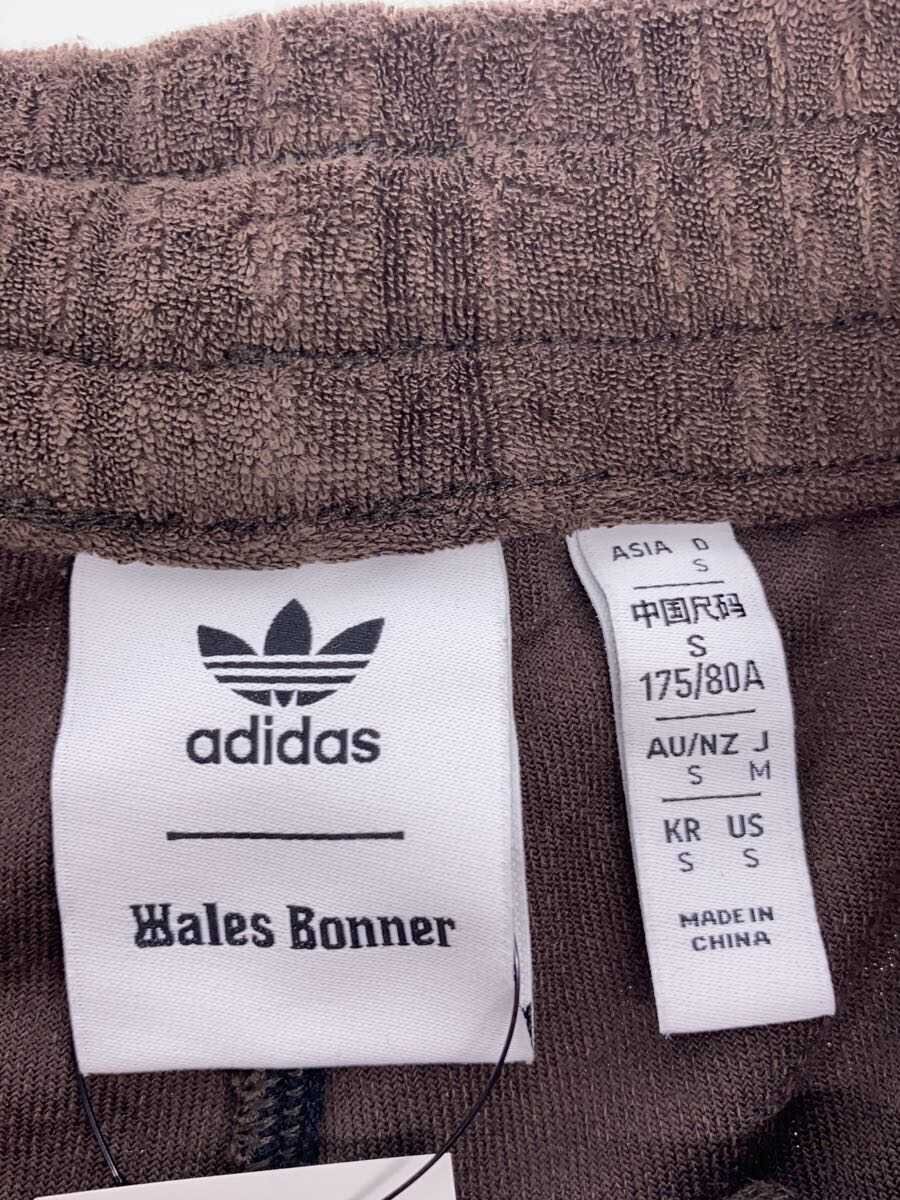 adidas
Wales Bonner
ASIA D
S
中国尺码
S
175/80A
AU/NZ J
S M
KR US
S S
MADE IN
CHINA